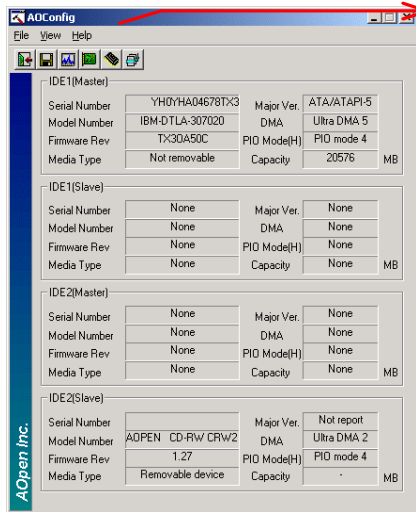 AOConfig
File View Help
IDE1(Master)
Serial Number YH0YHA04678TX3 Major Ver. ATA/ATAPI-5
Model Number IBM-DTLA-307020 DMA Ultra DMA 5
Firmware Rev TX3OA50C PIO Mode(H) PIO mode 4
Media Type Not removable Capacity 20576 MB
IDE1(Slave)
Serial Number None Major Ver. None
Model Number None DMA None
Firmware Rev None PIO Mode(H) None
Media Type None Capacity None MB
IDE2(Master)
Serial Number None Major Ver. None
Model Number None DMA None
Firmware Rev None PIO Mode(H) None
Media Type None Capacity None MB
IDE2(Slave)
Serial Number Major Ver. Not report
Model Number AOPEN CD-RW CRW2 DMA Ultra DMA 2
Firmware Rev 1.27 PIO Mode(H) PIO mode 4
Media Type Removable device Capacity - MB
AOpen Inc.